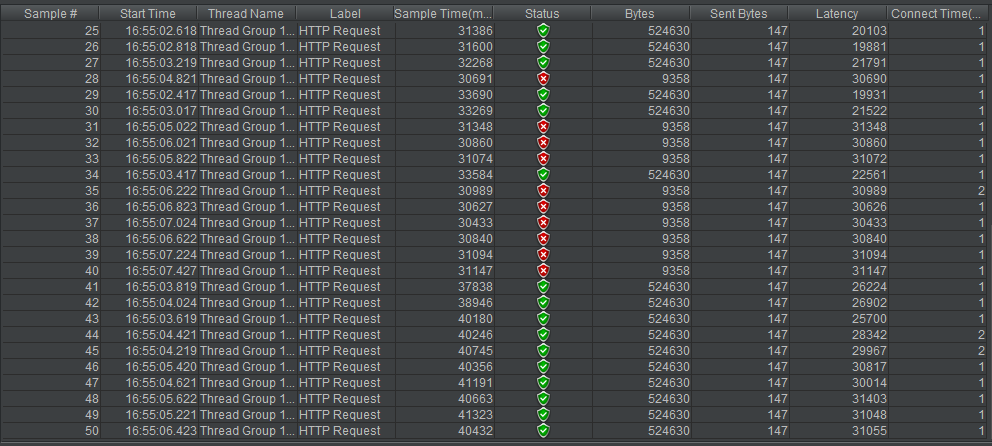 Sample # Start Time Thread Name Label Sample Time(m... Status Bytes Sent Bytes Latency Connect Time(...
25 16:55:02.618 Thread Group 1... HTTP Request 31386 524630 147 20103 1
26 16:55:02.818 Thread Group 1... HTTP Request 31600 524630 147 19881 1
27 16:55:03.219 Thread Group 1... HTTP Request 32268 524630 147 21791 1
28 16:55:04.821 Thread Group 1... HTTP Request 30691 9358 147 30690 1
29 16:55:02.417 Thread Group 1... HTTP Request 33690 524630 147 19931 1
30 16:55:03.017 Thread Group 1... HTTP Request 33269 524630 147 21522 1
31 16:55:05.022 Thread Group 1... HTTP Request 31348 9358 147 31348 1
32 16:55:06.021 Thread Group 1... HTTP Request 30860 9358 147 30860 1
33 16:55:05.822 Thread Group 1... HTTP Request 31074 9358 147 31072 1
34 16:55:03.417 Thread Group 1... HTTP Request 33584 524630 147 22561 1
35 16:55:06.222 Thread Group 1... HTTP Request 30989 9358 147 30989 2
36 16:55:06.823 Thread Group 1... HTTP Request 30627 9358 147 30626 1
37 16:55:07.024 Thread Group 1... HTTP Request 30433 9358 147 30433 1
38 16:55:06.622 Thread Group 1... HTTP Request 30840 9358 147 30840 1
39 16:55:07.224 Thread Group 1... HTTP Request 31094 9358 147 31094 1
40 16:55:07.427 Thread Group 1... HTTP Request 31147 9358 147 31147 1
41 16:55:03.819 Thread Group 1... HTTP Request 37838 524630 147 26224 1
42 16:55:04.024 Thread Group 1... HTTP Request 38946 524630 147 26902 1
43 16:55:03.619 Thread Group 1... HTTP Request 40180 524630 147 25700 1
44 16:55:04.421 Thread Group 1... HTTP Request 40246 524630 147 28342 2
45 16:55:04.219 Thread Group 1... HTTP Request 40745 524630 147 29967 2
46 16:55:05.420 Thread Group 1... HTTP Request 40356 524630 147 30817 1
47 16:55:04.621 Thread Group 1... HTTP Request 41191 524630 147 30014 1
48 16:55:05.622 Thread Group 1... HTTP Request 40663 524630 147 31403 1
49 16:55:05.221 Thread Group 1... HTTP Request 41323 524630 147 31048 1
50 16:55:06.423 Thread Group 1... HTTP Request 40432 524630 147 31055 1